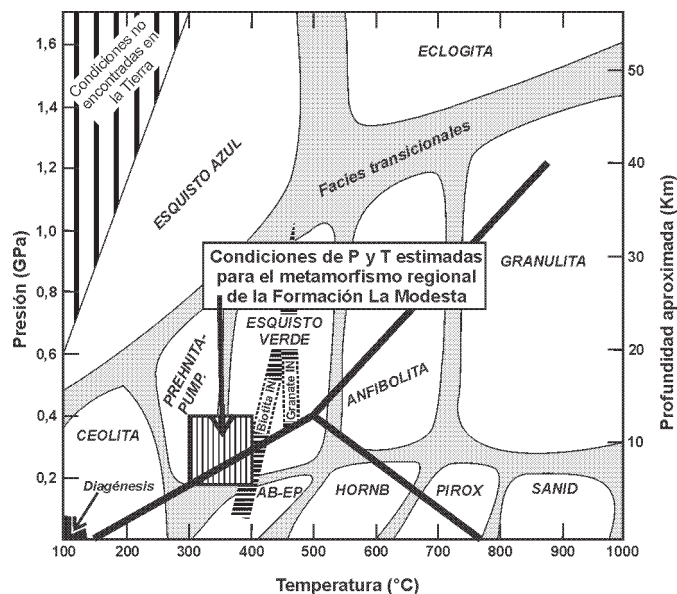 Condiciones no
encontradas en
la Tierra
ECLOGITA
Facies transicionales
ESQUISTO AZUL
GRANULITA
Condiciones de P y T estimadas
para el metamorfismo regional
de la Formación La Modesta
ESQUISTO
VERDE
PREHNITA-
PUMP.
Biotita IN
Granate IN
ANFIBOLITA
CEOLITA
Diagénesis
AB-EP
HORNB
PIROX
SANID
Presión (GPa)
1,6
1,4
1,2
1,0
0,8
0,6
0,4
0,2
Profundidad aproximada (Km)
50
40
30
20
10
100 200 300 400 500 600 700 800 900 1000
Temperatura (°C)